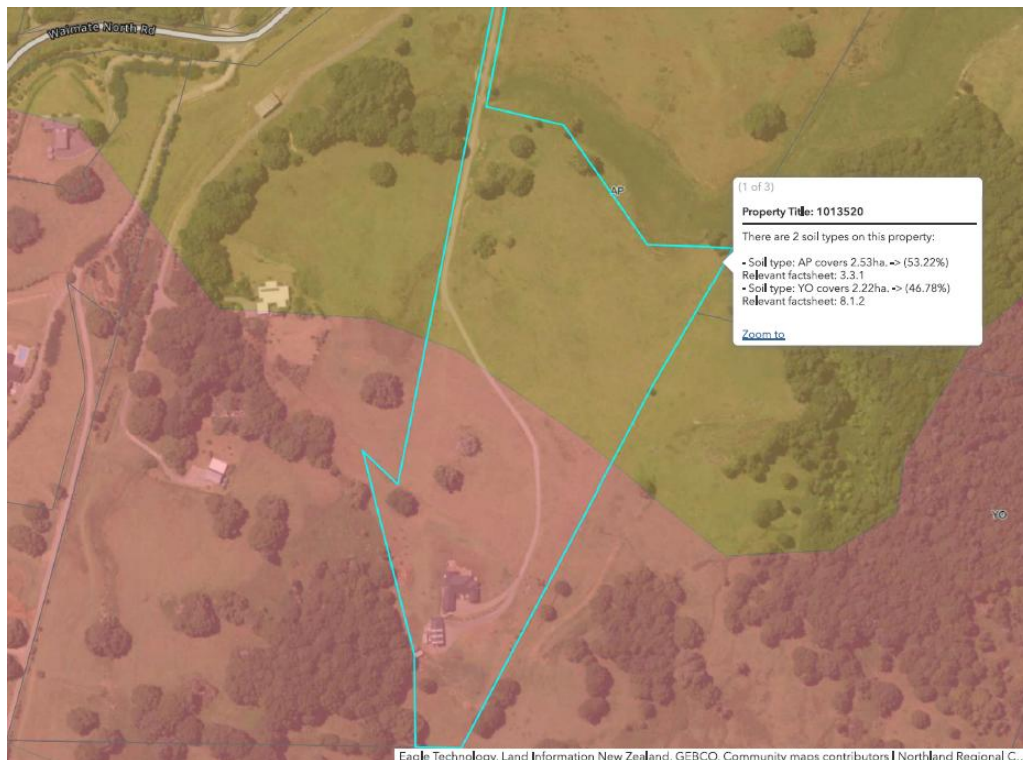 Waimate North Rd
AP
(1 of 3)
Property Title: 1013520
There are 2 soil types on this property:
- Soil type: AP covers 2.53ha. -> (53.22%)
Relevant factsheet: 3.3.1
- Soil type: YO covers 2.22ha. -> (46.78%)
Relevant factsheet: 8.1.2
Zoom to
YO
Eagle Technology, Land Information New Zealand, GEBCO, Community maps contributors | Northland Regional C...